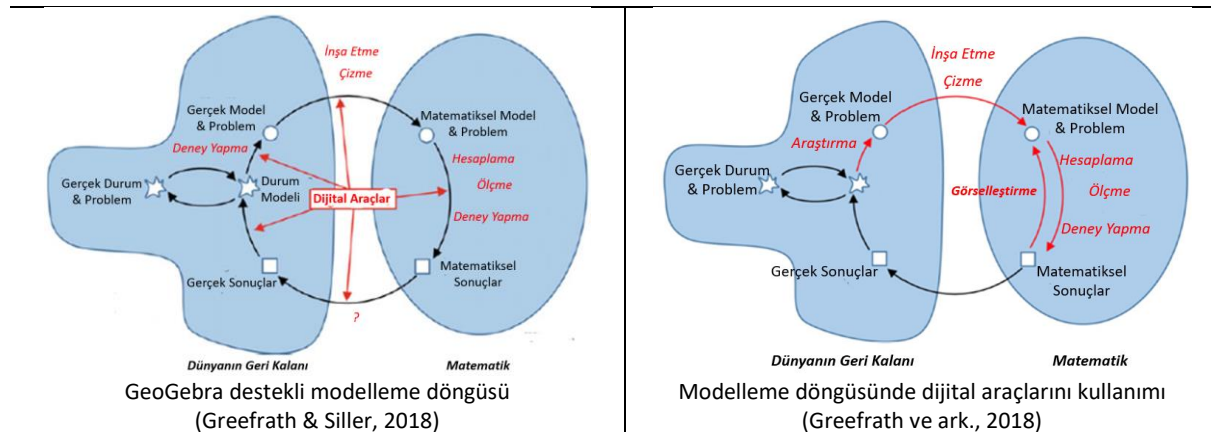 İnşa Etme
Çizme
Gerçek Model
& Problem
Matematiksel Model
& Problem
Deney Yapma
Hesaplama
Gerçek Durum
& Problem
Durum
Modeli
Dijital Araçlar
Ölçme
Deney Yapma
Gerçek Sonuçlar
Matematiksel
Sonuçlar
?
Dünyanın Geri Kalanı
Matematik
GeoGebra destekli modelleme döngüsü
(Greefrath & Siller, 2018)
İnşa Etme
Çizme
Gerçek Model
& Problem
Matematiksel Model
& Problem
Araştırma
Hesaplama
Gerçek Durum
& Problem
Görselleştirme
Ölçme
Deney Yapma
Gerçek Sonuçlar
Matematiksel
Sonuçlar
Dünyanın Geri Kalanı
Matematik
Modelleme döngüsünde dijital araçlarını kullanımı
(Greefrath ve ark., 2018)